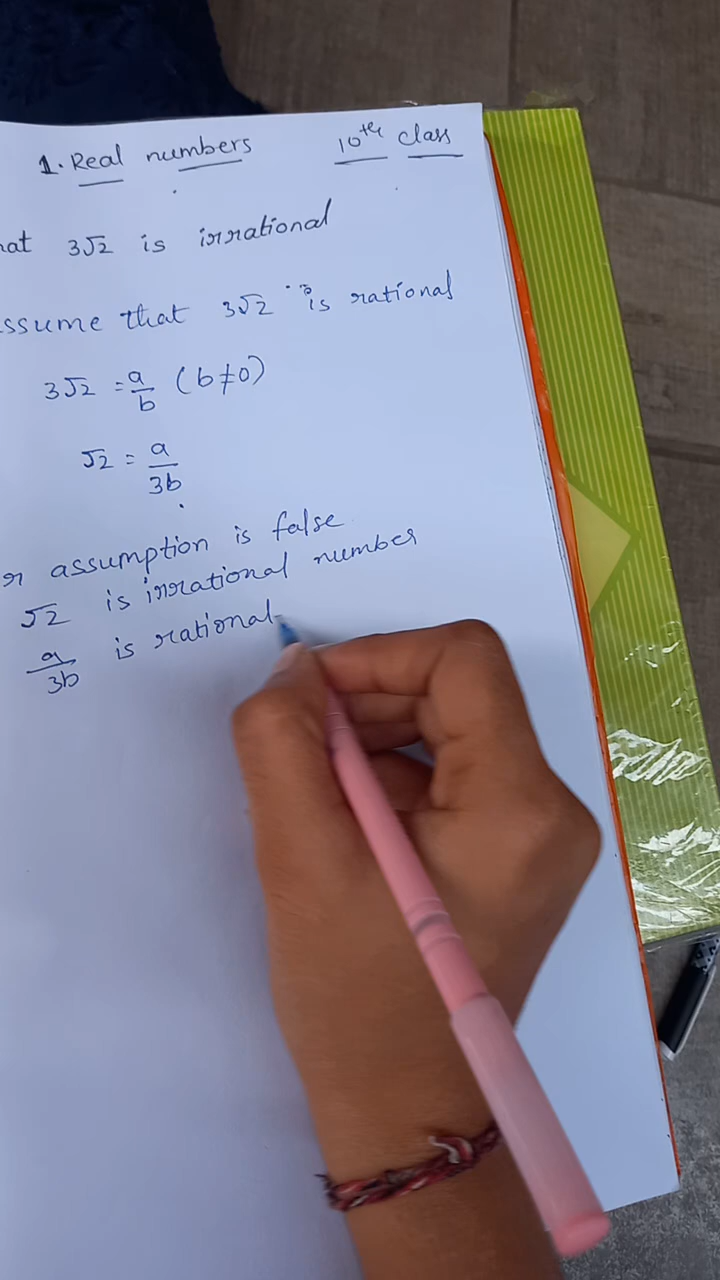 1. Real numbers 10th class
hat 3√2 is irrational
ssume that 3√2 is rational
3√2 = a/b (b≠0)
√2 = a/3b
r assumption is false
√2 is irrational number
a/3b is rational